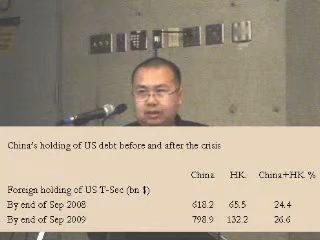 China's holding of US debt before and after the crisis
China HK China+HK %
Foreign holding of US T-Sec (bn $)
By end of Sep 2008 618.2 65.5 24.4
By end of Sep 2009 798.9 132.2 26.6